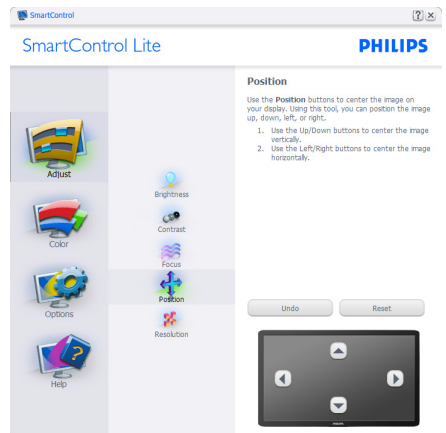 SmartControl
SmartControl Lite
PHILIPS
Adjust
Color
Options
Help
Brightness
Contrast
Focus
Position
Resolution
Position
Use the Position buttons to center the image on
your display. Using this tool, you can position the image
up, down, left, or right.
1. Use the Up/Down buttons to center the image
vertically.
2. Use the Left/Right buttons to center the image
horizontally.
Undo
Reset
PHILIPS